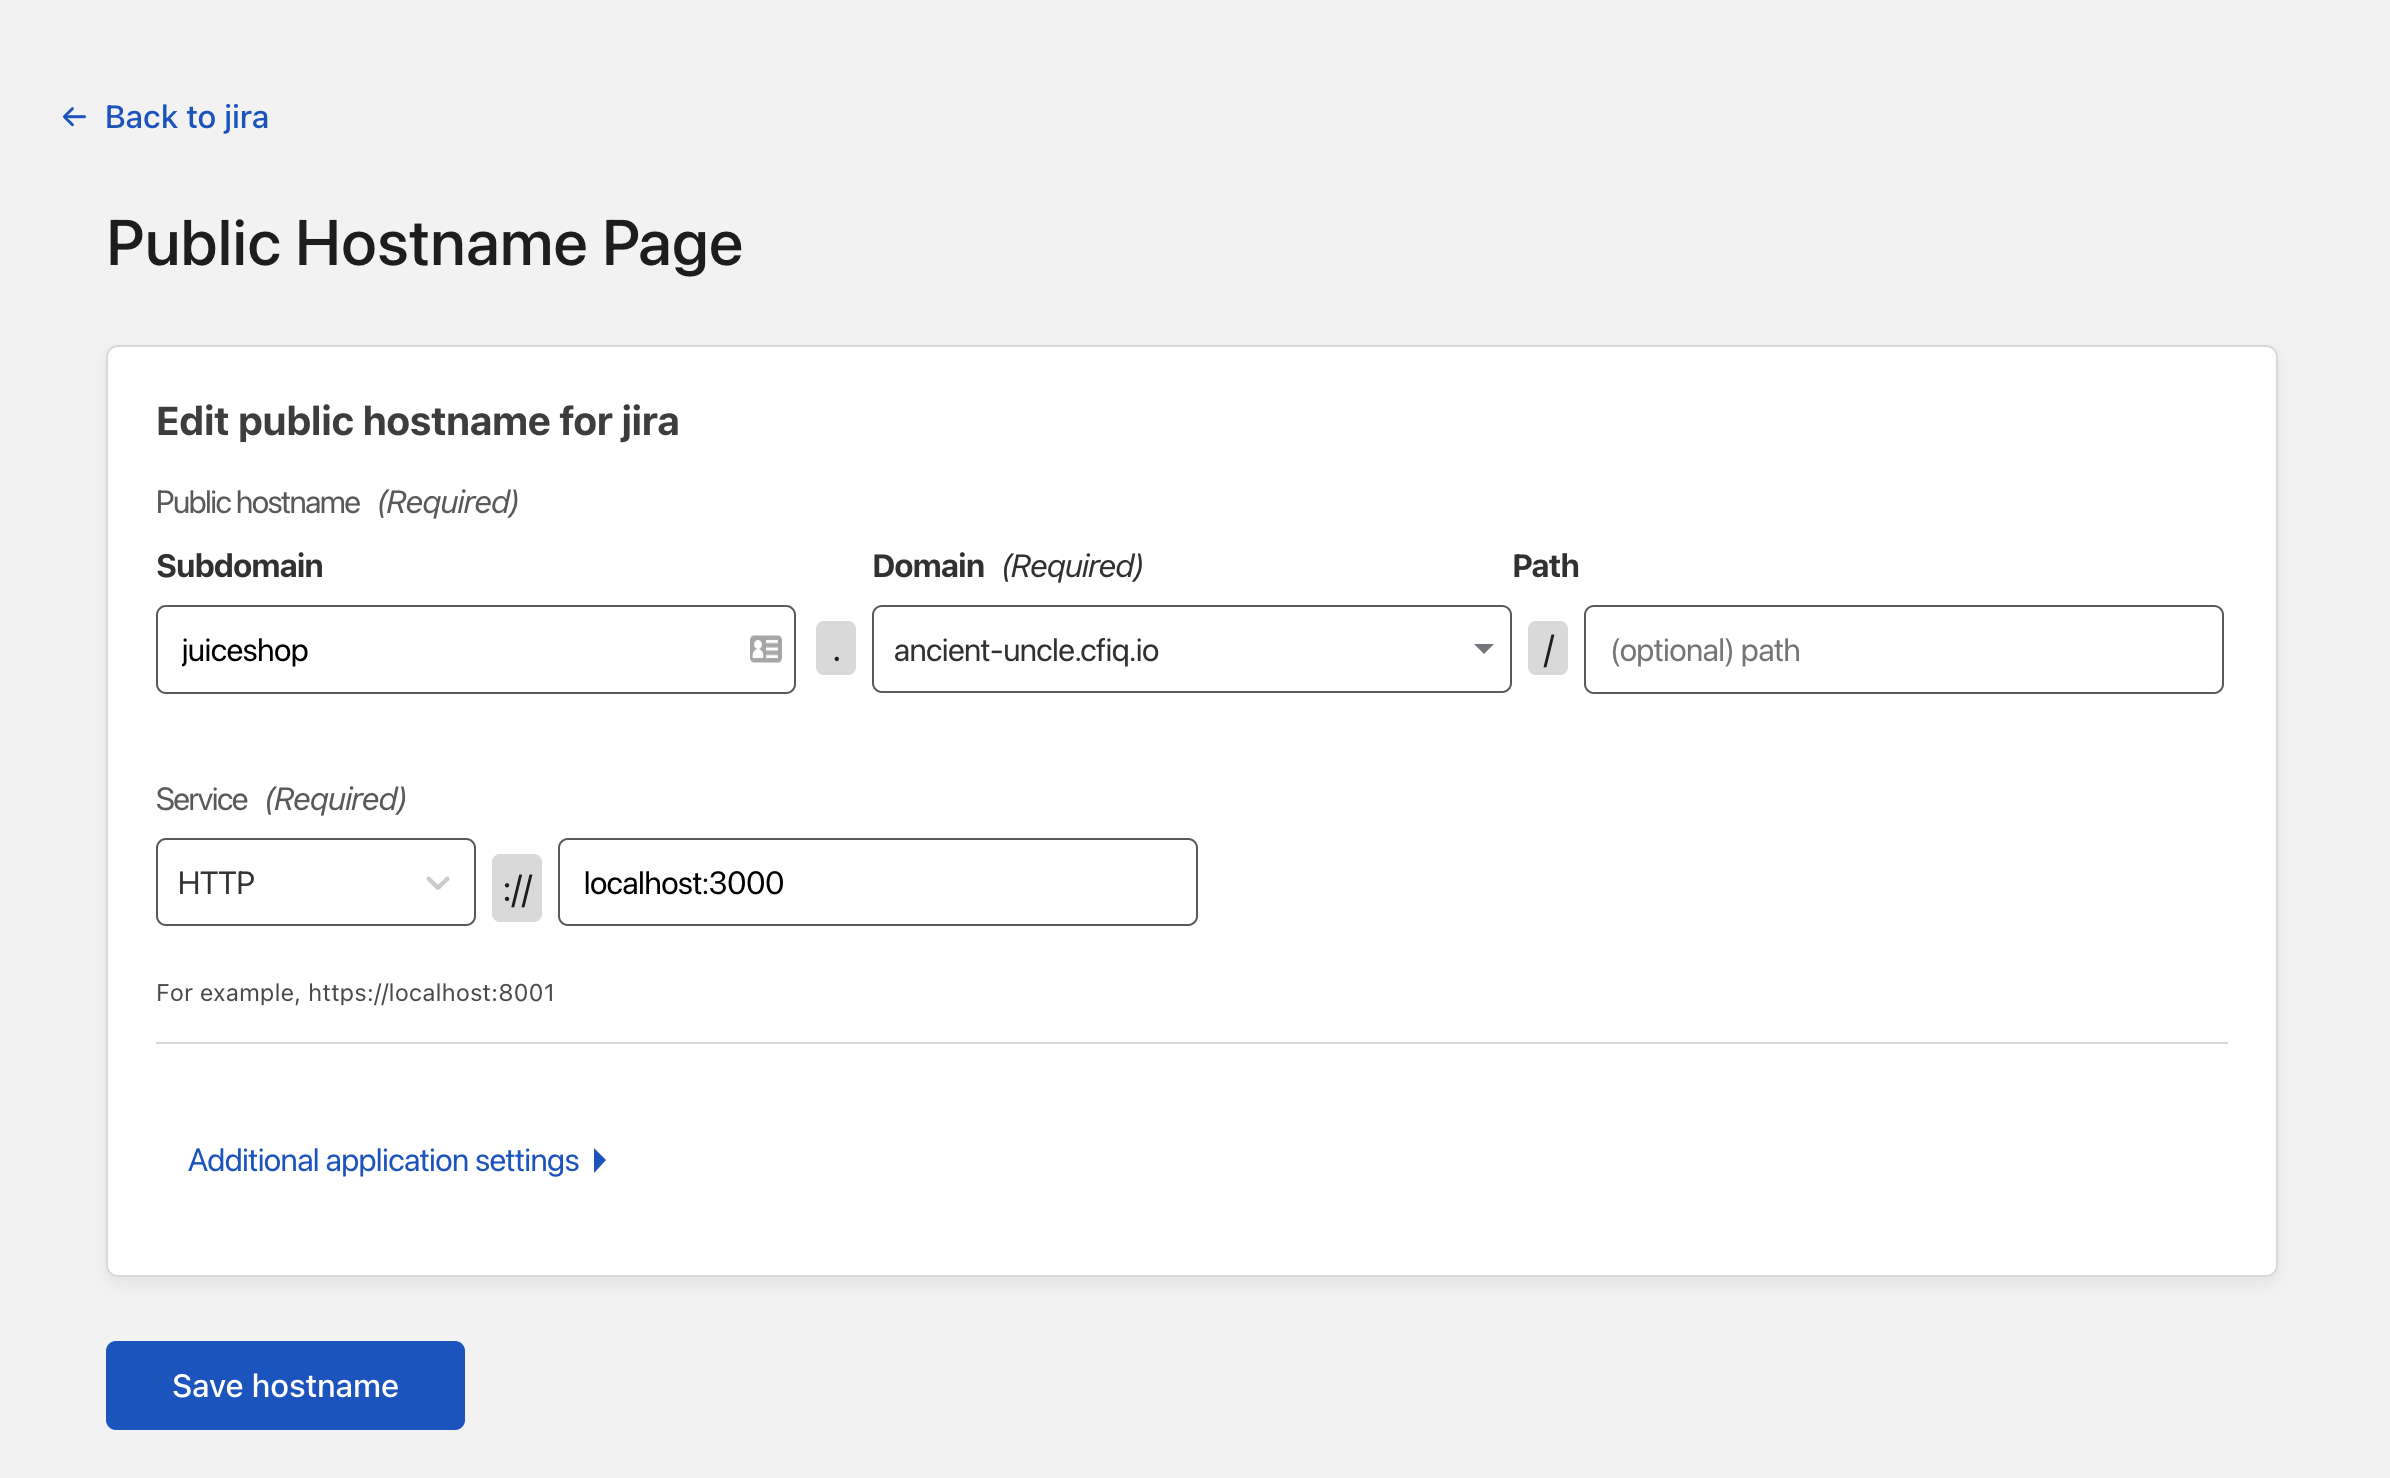 ← Back to jira
Public Hostname Page
Edit public hostname for jira
Public hostname (Required)
Subdomain Domain (Required) Path
juiceshop . ancient-uncle.cfiq.io / (optional) path
Service (Required)
HTTP :// localhost:3000
For example, https://localhost:8001
Additional application settings
Save hostname